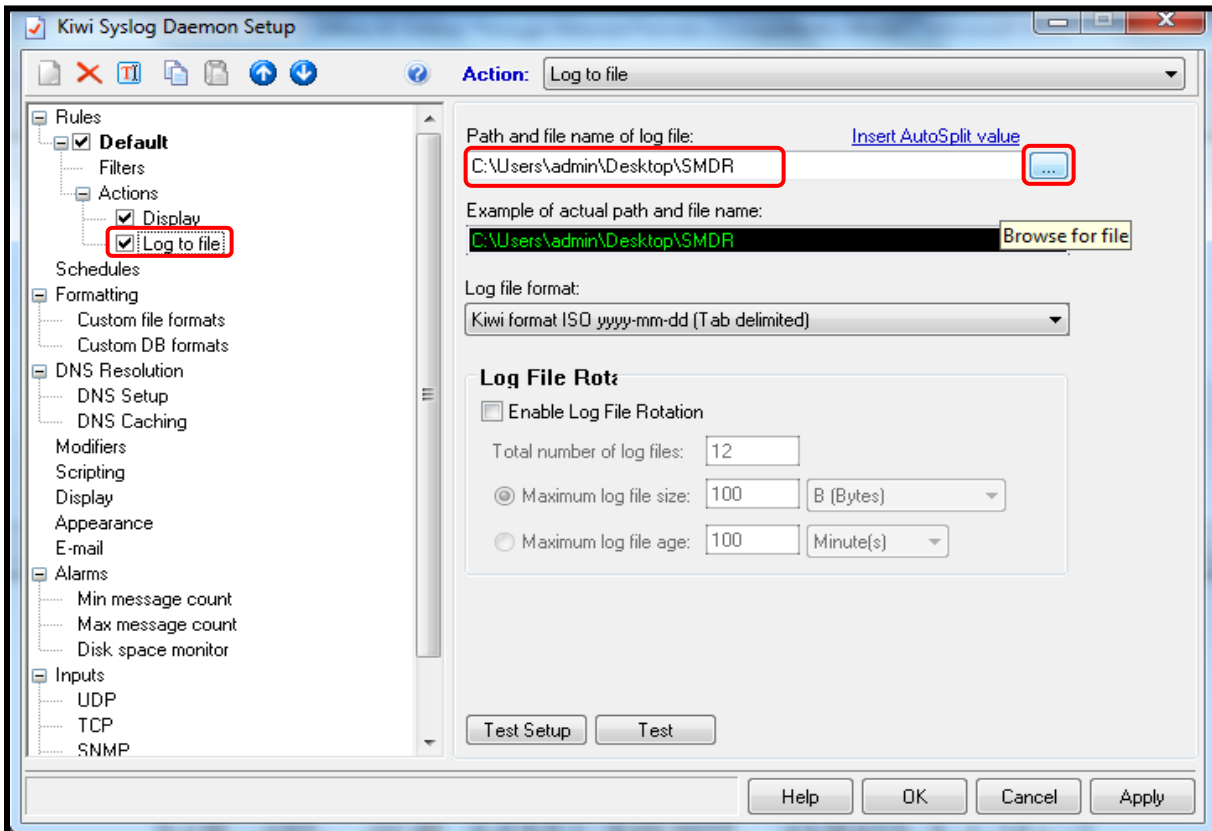 Kiwi Syslog Daemon Setup
Action: Log to file
Rules
Default
Filters
Actions
Display
Log to file
Schedules
Formatting
Custom file formats
Custom DB formats
DNS Resolution
DNS Setup
DNS Caching
Modifiers
Scripting
Display
Appearance
E-mail
Alarms
Min message count
Max message count
Disk space monitor
Inputs
UDP
TCP
SNMP
Path and file name of log file: Insert AutoSplit value
C:\Users\admin\Desktop\SMDR ...
Example of actual path and file name:
C:\Users\admin\Desktop\SMDR
Browse for file
Log file format:
Kiwi format ISO yyyy-mm-dd (Tab delimited)
Log File Rota
Enable Log File Rotation
Total number of log files: 12
Maximum log file size: 100 B (Bytes)
Maximum log file age: 100 Minute(s)
Test Setup Test
Help OK Cancel Apply